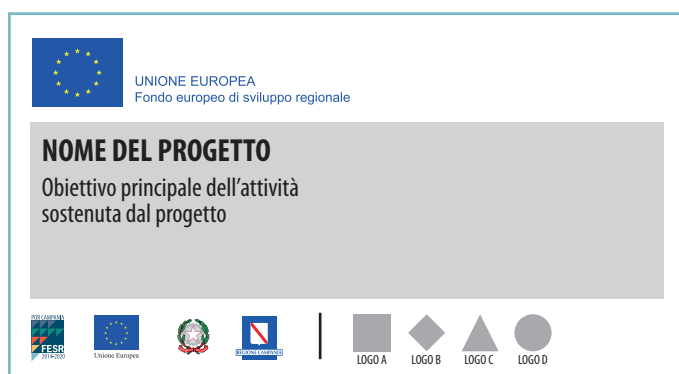 UNIONE EUROPEA
Fondo europeo di sviluppo regionale
NOME DEL PROGETTO
Obiettivo principale dell’attività
sostenuta dal progetto
POR CAMPANIA
FESR
2014-2020
Unione Europea
REGIONE CAMPANIA
LOGO A
LOGO B
LOGO C
LOGO D